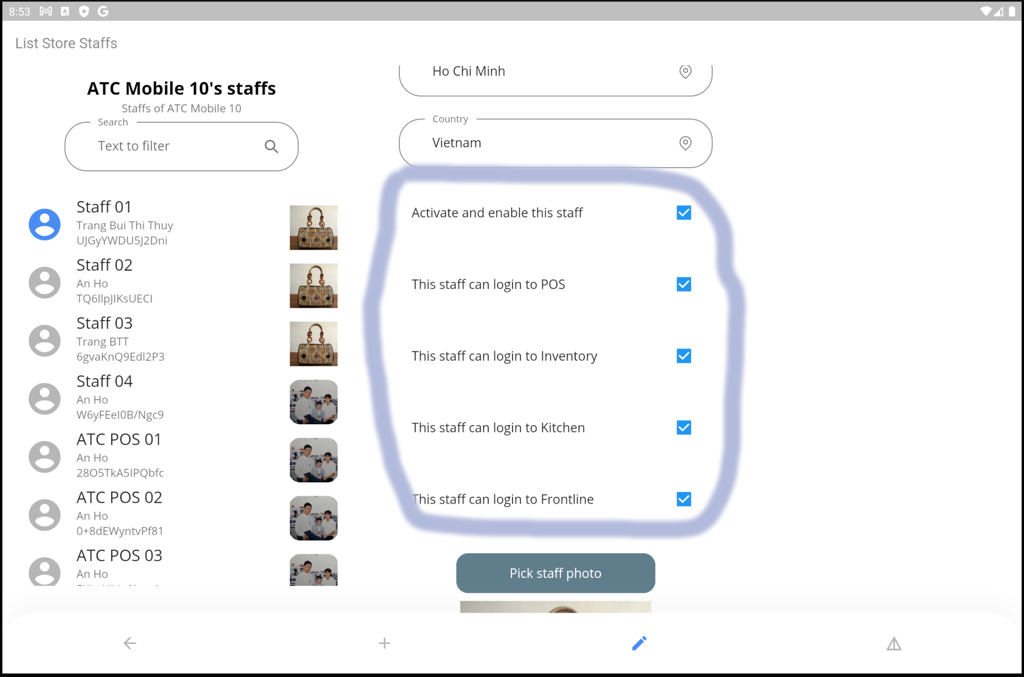 8:53
List Store Staffs
ATC Mobile 10's staffs
Staffs of ATC Mobile 10
Search
Text to filter
Staff 01
Trang Bui Thi Thuy
UJGyYWDU5J2Dni
Staff 02
An Ho
TQ6llpJIKsUECI
Staff 03
Trang BTT
6gvaKnQ9EdI2P3
Staff 04
An Ho
W6yFEeI0B/Ngc9
ATC POS 01
An Ho
28O5TkA5IPQbfc
ATC POS 02
An Ho
0+8dEWyntvPf81
ATC POS 03
An Ho
Ho Chi Minh
Country
Vietnam
Activate and enable this staff
This staff can login to POS
This staff can login to Inventory
This staff can login to Kitchen
This staff can login to Frontline
Pick staff photo